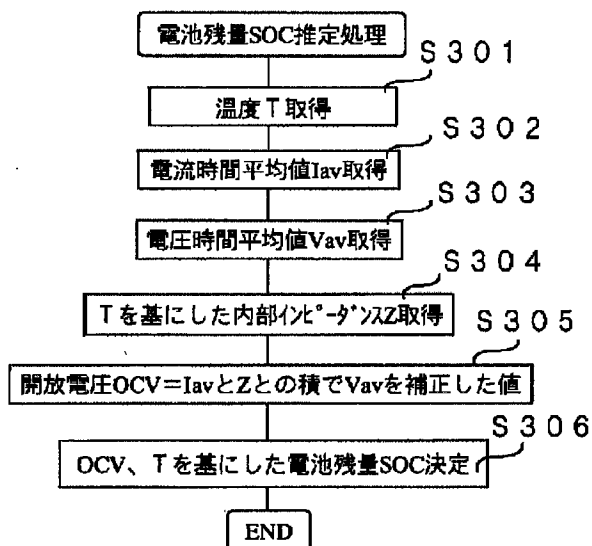 電池残量SOC推定処理
S301
温度T取得
S302
電流時間平均値Iav取得
S303
電圧時間平均値Vav取得
S304
Tを基にした内部ｲﾝﾋﾟｰﾀﾞﾝｽZ取得
S305
開放電圧OCV＝IavとZとの積でVavを補正した値
S306
OCV、Tを基にした電池残量SOC決定
END